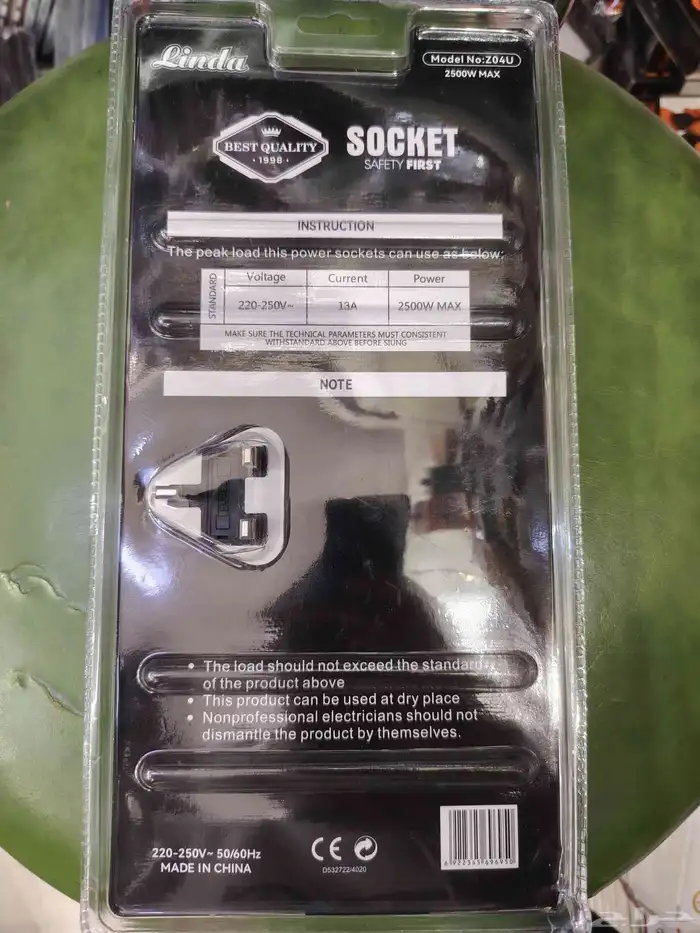 Linda
Model No:Z04U
2500W MAX
BEST QUALITY
· 1998 ·
SOCKET
SAFETY FIRST
INSTRUCTION
The peak load this power sockets can use as below:
STANDARD
Voltage Current Power
220-250V~ 13A 2500W MAX
MAKE SURE THE TECHNICAL PARAMETERS MUST CONSISTENT
WITHSTANDARD ABOVE BEFORE SIUNG
NOTE
• The load should not exceed the standard
of the product above
• This product can be used at dry place
• Nonprofessional electricians should not
dismantle the product by themselves.
220-250V~ 50/60Hz
MADE IN CHINA
CE
DS32722/4020
حراج